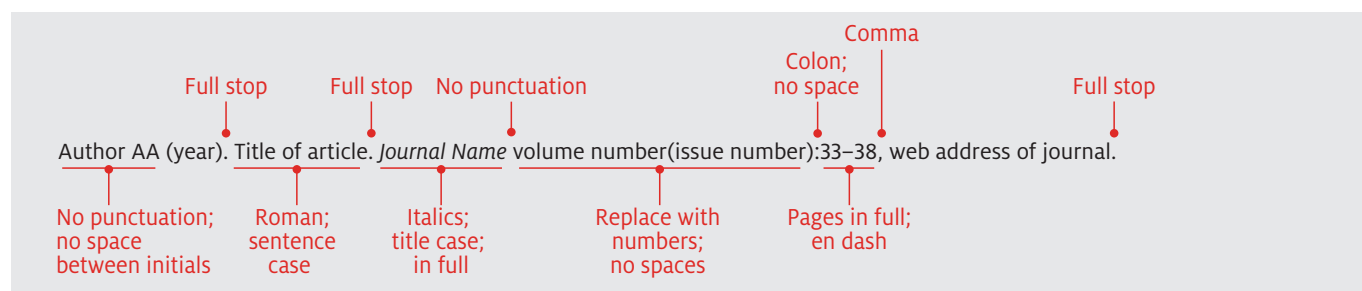 Comma
Colon;
no space
Full stop
Full stop
No punctuation
Full stop
Author AA (year). Title of article. Journal Name volume number(issue number):33–38, web address of journal.
No punctuation;
no space
between initials
Roman;
sentence
case
Italics;
title case;
in full
Replace with
numbers;
no spaces
Pages in full;
en dash